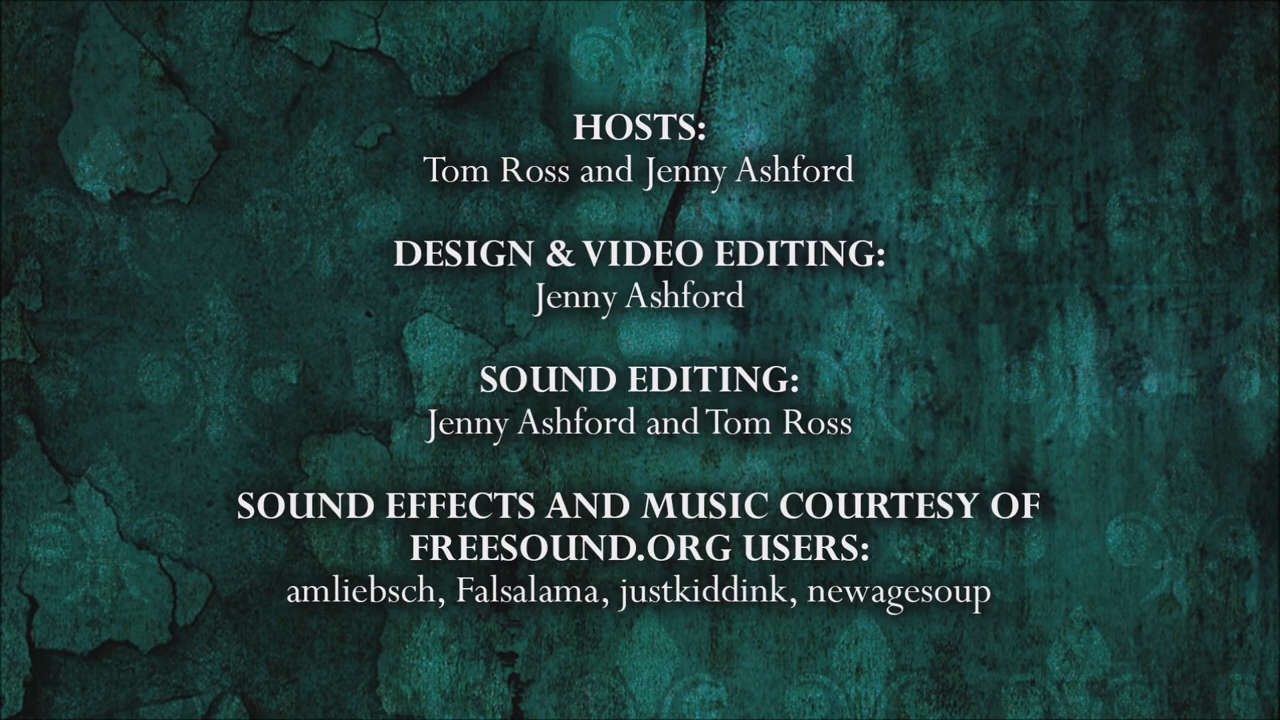 HOSTS:
Tom Ross and Jenny Ashford
DESIGN & VIDEO EDITING:
Jenny Ashford
SOUND EDITING:
Jenny Ashford and Tom Ross
SOUND EFFECTS AND MUSIC COURTESY OF
FREESOUND.ORG USERS:
amliebsch, Falsalama, justkiddink, newagesoup